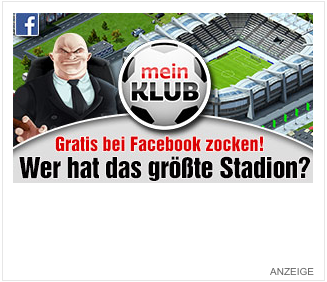 f
mein
KLUB
Gratis bei Facebook zocken!
Wer hat das größte Stadion?
ANZEIGE